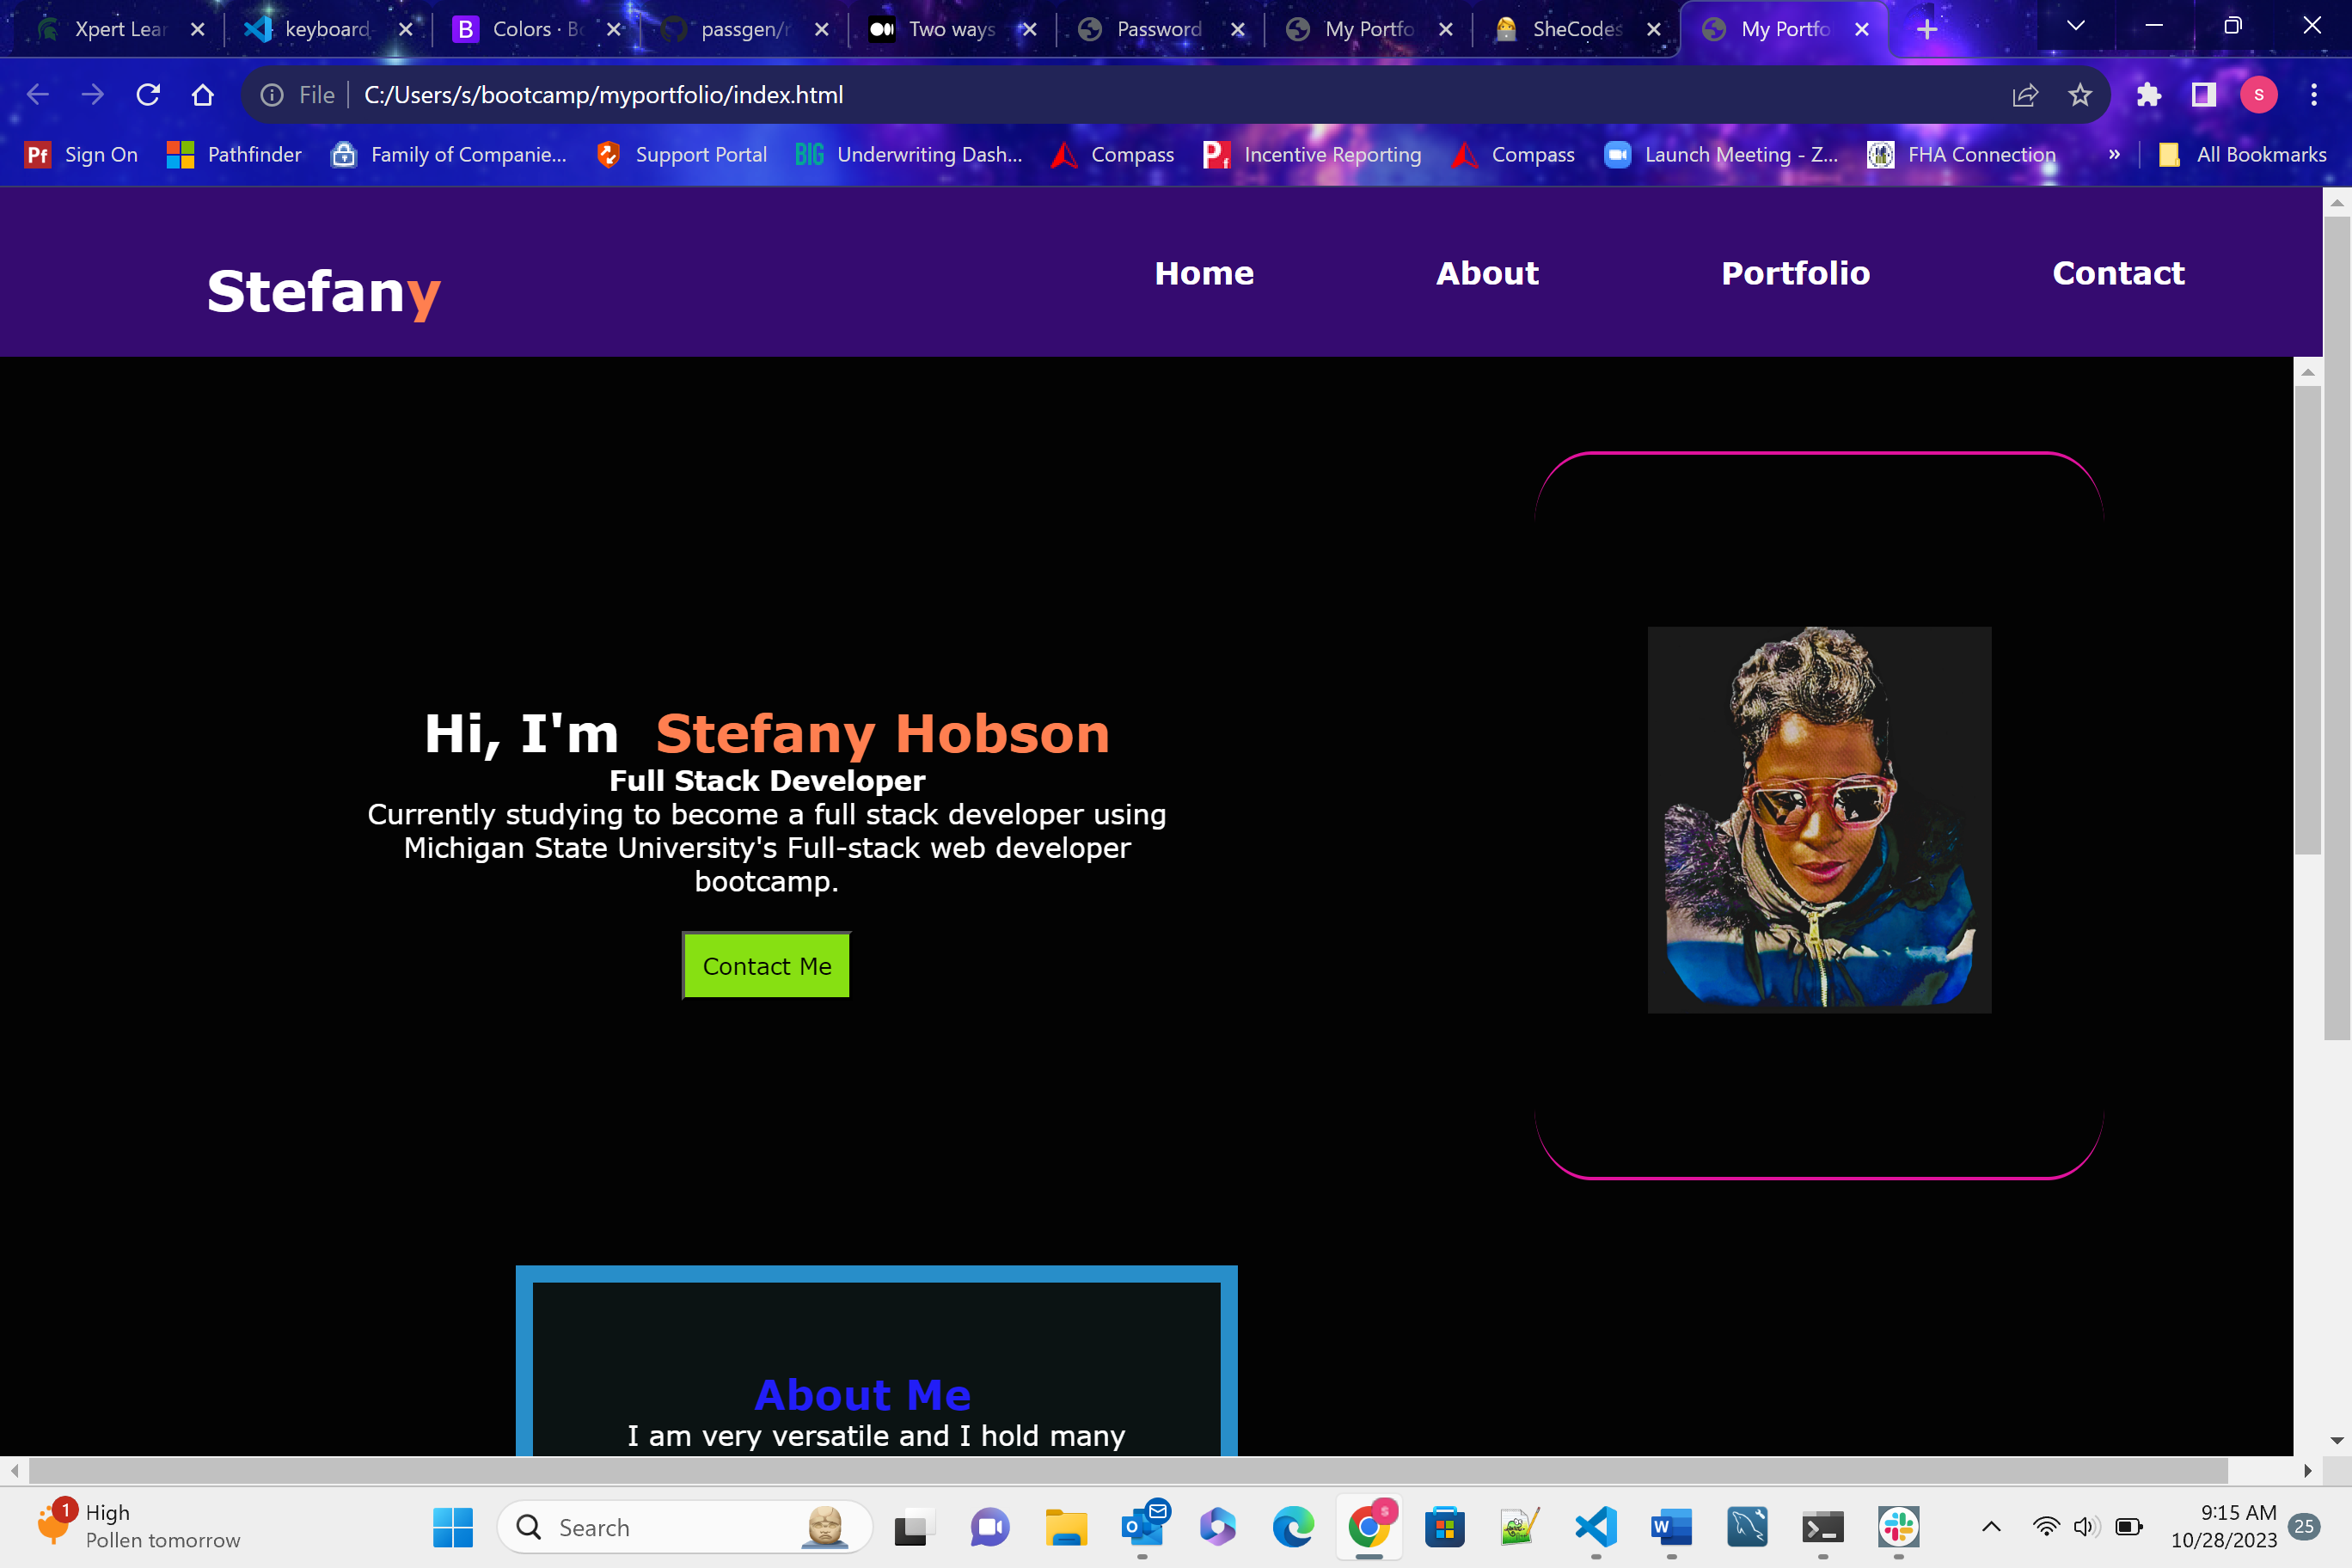 Xpert Lear
keyboard
B
Colors · Bo
passgen/r
Two ways
Password
My Portfo
SheCodes
My Portfo
File
C:/Users/s/bootcamp/myportfolio/index.html
s
Pf
Sign On
Pathfinder
Family of Companie...
Support Portal
BIG
Underwriting Dash...
Compass
Pf
Incentive Reporting
Compass
Launch Meeting - Z...
FHA Connection
»
All Bookmarks
Stefany
Home
About
Portfolio
Contact
Hi, I'm Stefany Hobson
Full Stack Developer
Currently studying to become a full stack developer using
Michigan State University's Full-stack web developer
bootcamp.
Contact Me
About Me
I am very versatile and I hold many
1
High
Pollen tomorrow
Search
O
S
W
9:15 AM
10/28/2023
25